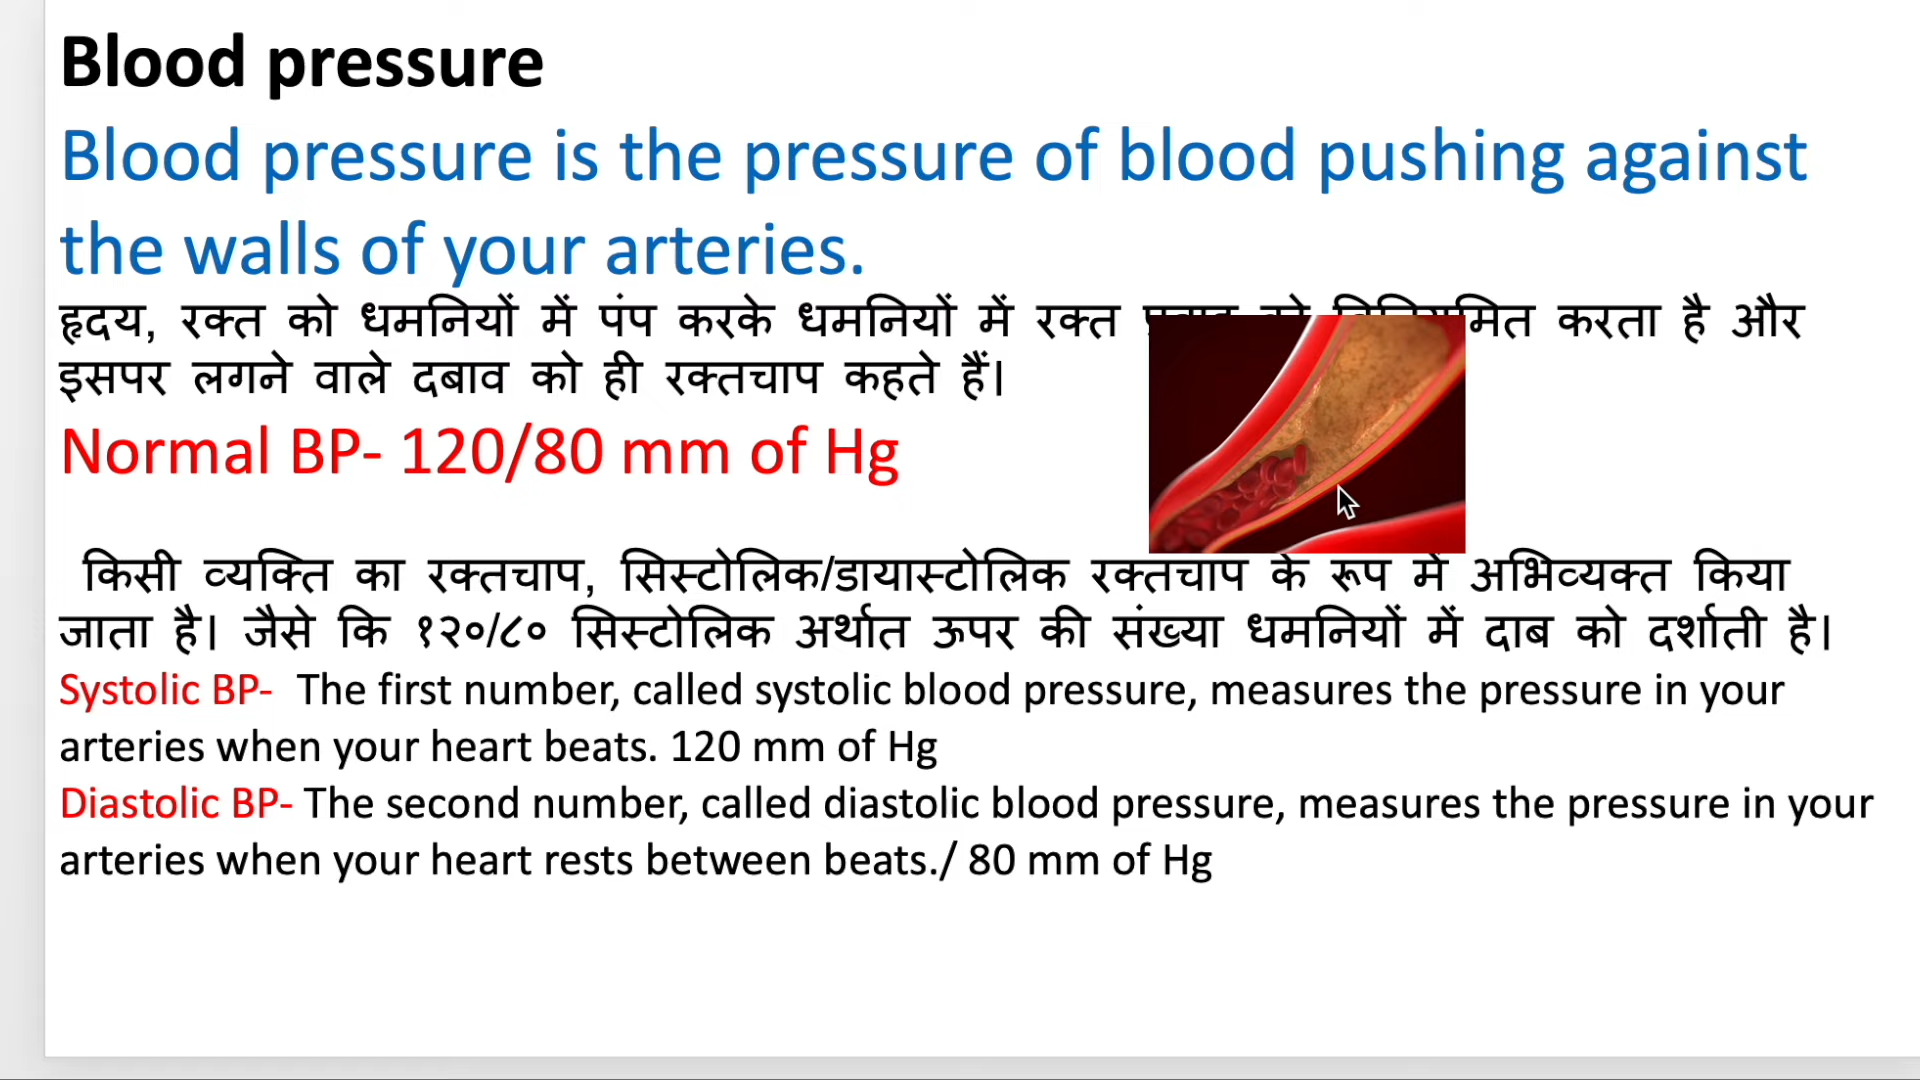 Blood pressure
Blood pressure is the pressure of blood pushing against
the walls of your arteries.
हृदय, रक्त को धमनियों में पंप करके धमनियों में रक्त करता है और
इसपर लगने वाले दबाव को ही रक्तचाप कहते हैं।
Normal BP- 120/80 mm of Hg
किसी व्यक्ति का रक्तचाप, सिस्टोलिक/डायास्टोलिक रक्तचाप के रूप में अभिव्यक्त किया
जाता है। जैसे कि १२०/८० सिस्टोलिक अर्थात ऊपर की संख्या धमनियों में दाब को दर्शाती है।
Systolic BP- The first number, called systolic blood pressure, measures the pressure in your
arteries when your heart beats. 120 mm of Hg
Diastolic BP- The second number, called diastolic blood pressure, measures the pressure in your
arteries when your heart rests between beats./ 80 mm of Hg